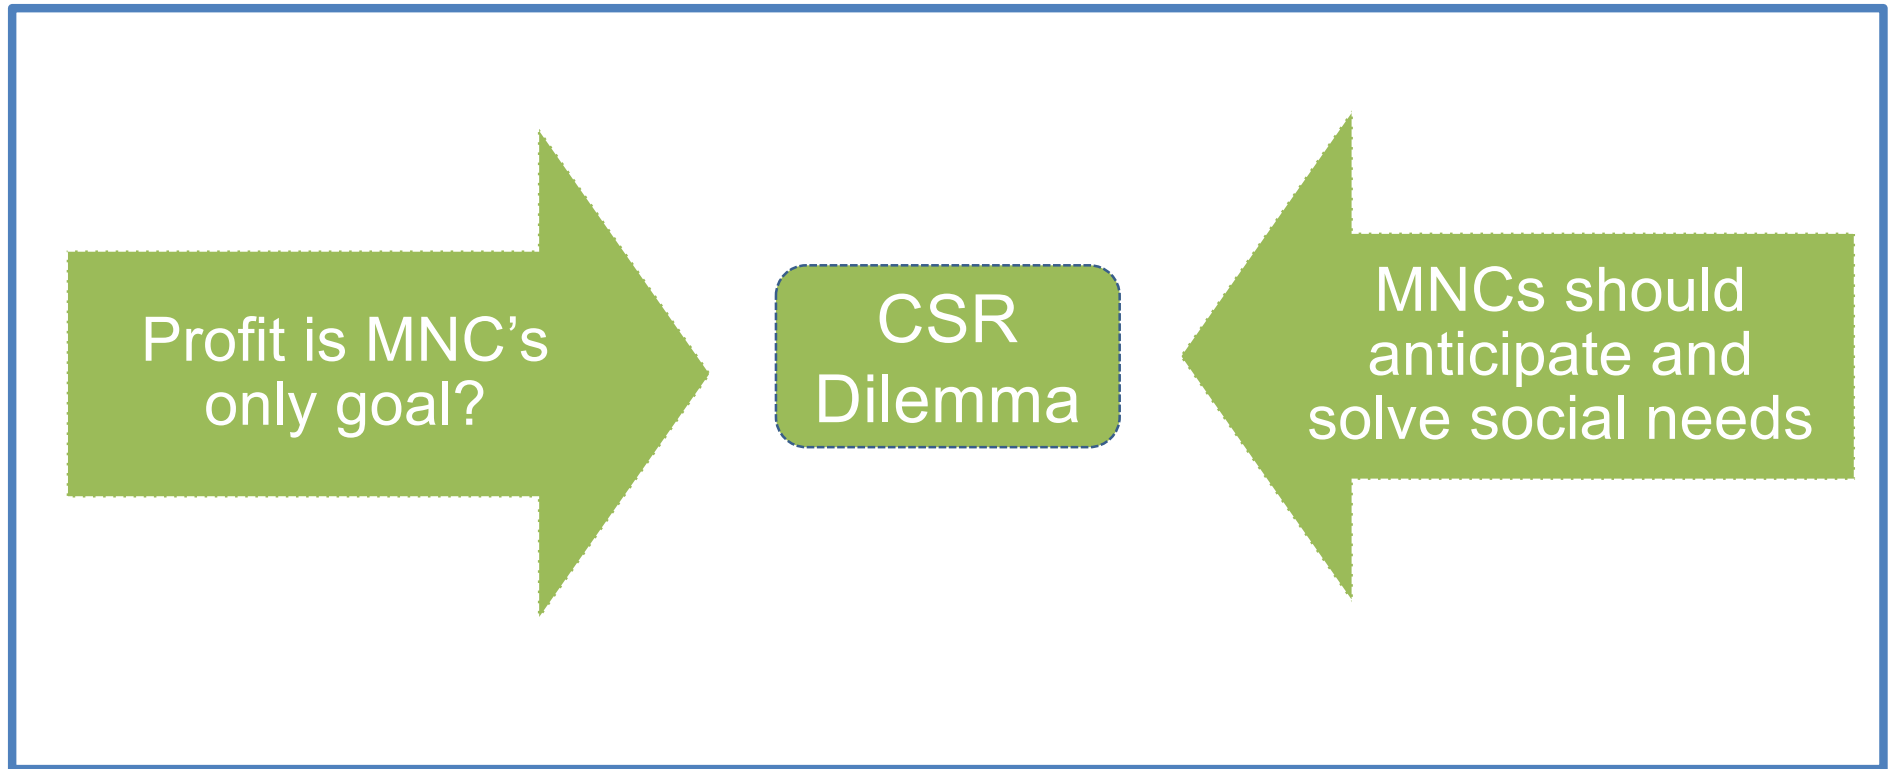 Profit is MNC’s
only goal?
CSR
Dilemma
MNCs should
anticipate and
solve social needs